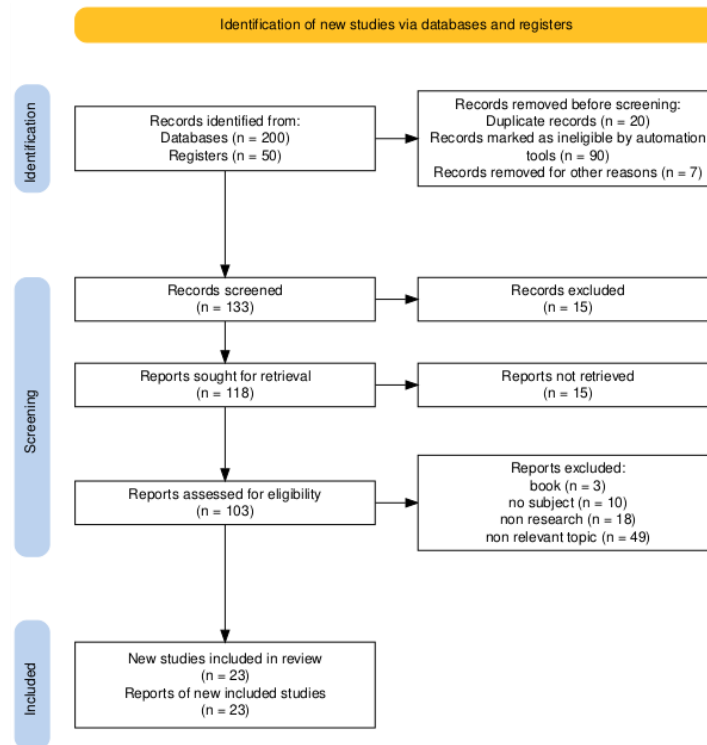 Identification of new studies via databases and registers
Identification
Records identified from:
Databases (n = 200)
Registers (n = 50)
Records removed before screening:
Duplicate records (n = 20)
Records marked as ineligible by automation
tools (n = 90)
Records removed for other reasons (n = 7)
Screening
Records screened
(n = 133)
Records excluded
(n = 15)
Reports sought for retrieval
(n = 118)
Reports not retrieved
(n = 15)
Reports assessed for eligibility
(n = 103)
Reports excluded:
book (n = 3)
no subject (n = 10)
non research (n = 18)
non relevant topic (n = 49)
Included
New studies included in review
(n = 23)
Reports of new included studies
(n = 23)